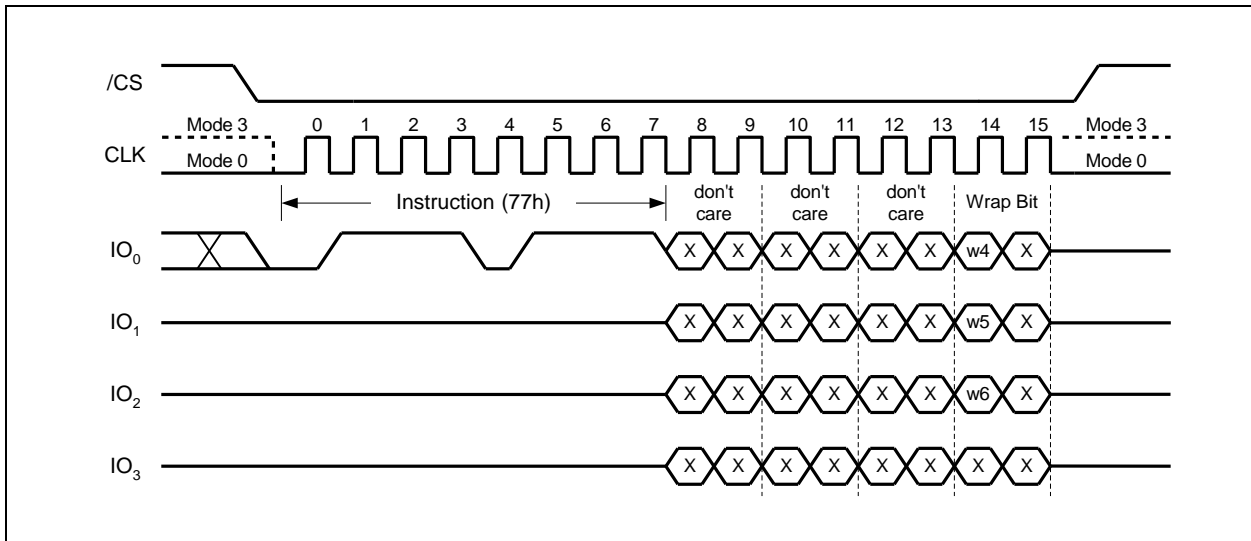 /CS
Mode 3 0 1 2 3 4 5 6 7 8 9 10 11 12 13 14 15 Mode 3
CLK Mode 0 Mode 0
Instruction (77h) don't care don't care don't care Wrap Bit
IO0 X X X X X X w4 X
IO1 X X X X X X w5 X
IO2 X X X X X X w6 X
IO3 X X X X X X X X